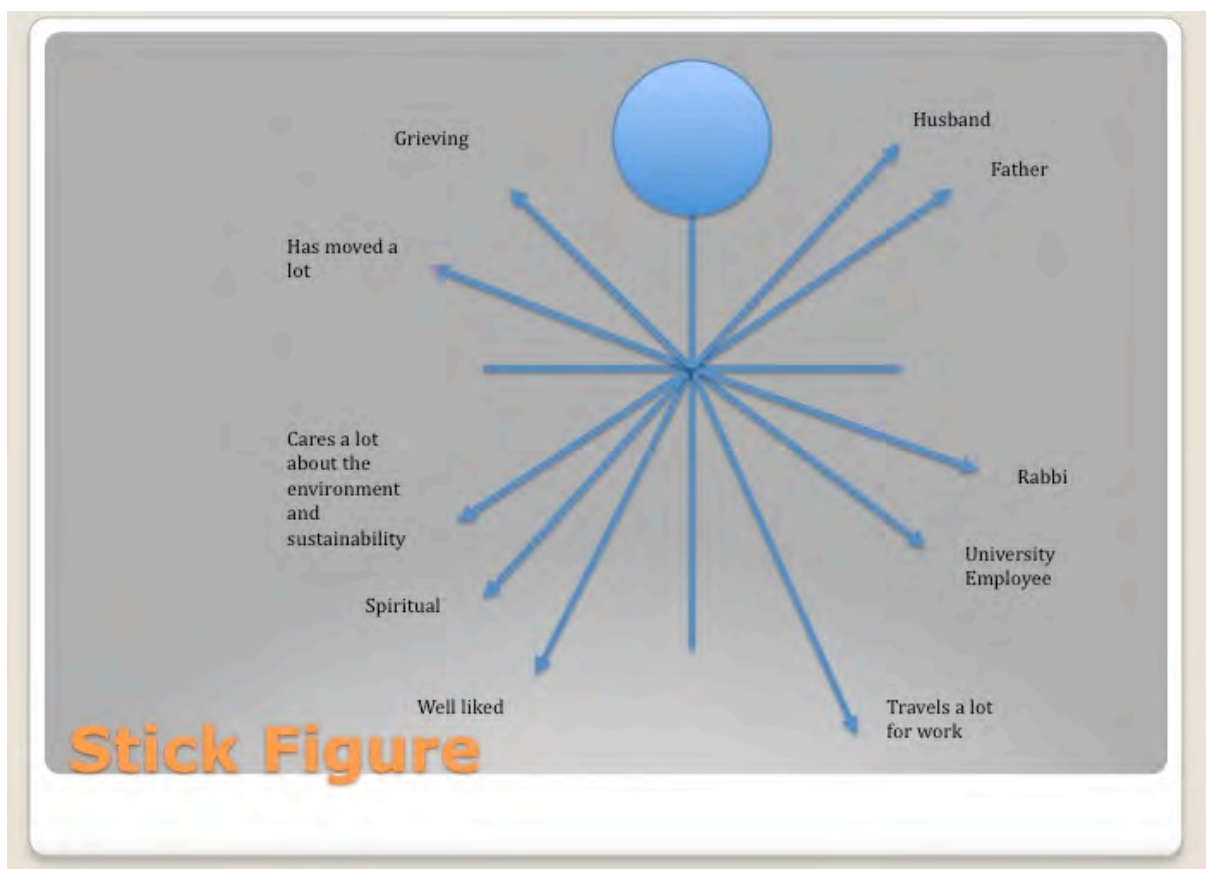 Grieving
Husband
Father
Has moved a
lot
Cares a lot
about the
environment
and
sustainability
Rabbi
University
Employee
Spiritual
Well liked
Travels a lot
for work
Stick Figure